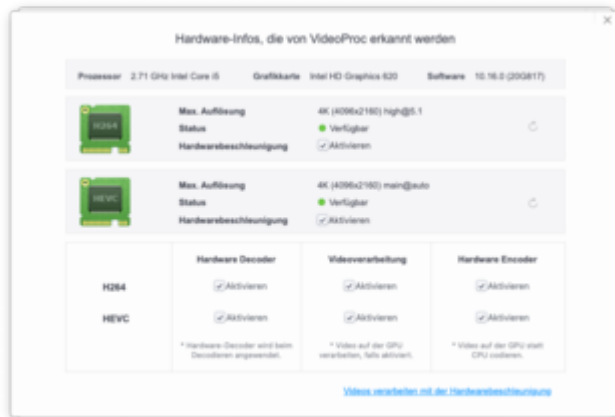 Hardware-Infos, die von VideoProc erkannt werden
Prozessor 2.71 GHz Intel Core i5 Grafikkarte Intel HD Graphics 620 Software 10.16.0 (20G817)
H264
Max. Auflösung 4K (4096x2160) high@5.1
Status Verfügbar
Hardwarebeschleunigung Aktivieren
HEVC
Max. Auflösung 4K (4096x2160) main@auto
Status Verfügbar
Hardwarebeschleunigung Aktivieren
Hardware Decoder Videoverarbeitung Hardware Encoder
H264 Aktivieren Aktivieren Aktivieren
HEVC Aktivieren Aktivieren Aktivieren
* Hardware-Decoder wird beim * Video auf der GPU * Video auf der GPU statt
Decodieren angewendet. verarbeiten, falls aktiviert. CPU codieren.
Videos verarbeiten mit der Hardwarebeschleunigung